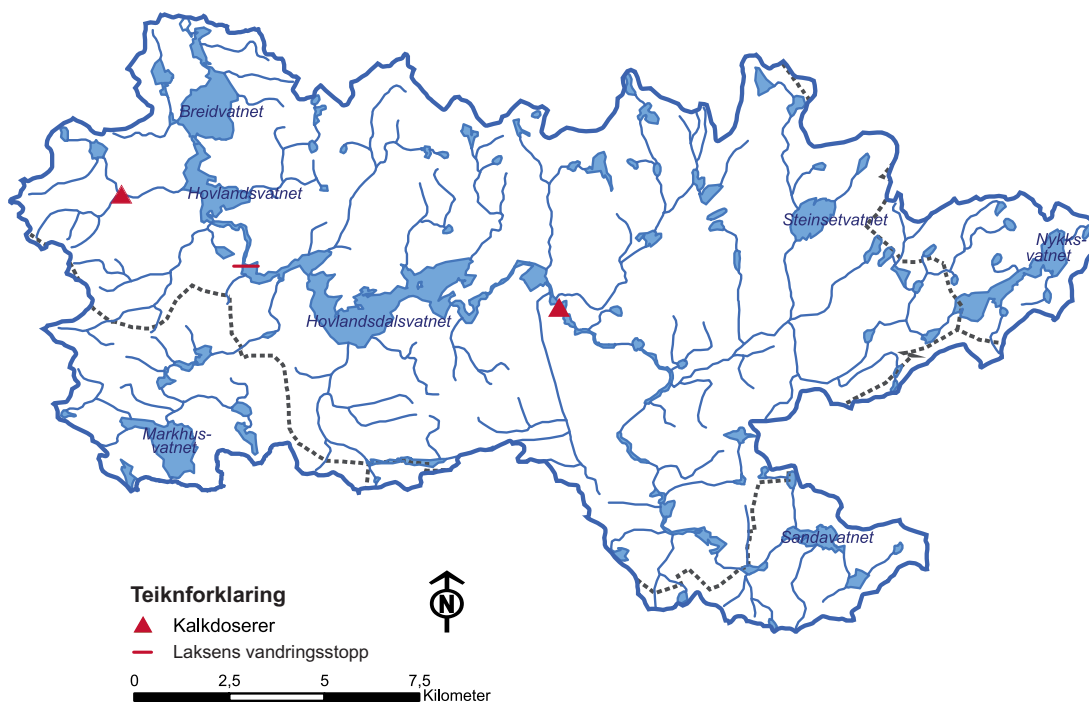 Breidvatnet
Hovlandsvatnet
Steinsetvatnet
Nykks-
vatnet
Hovlandsdalsvatnet
Markhus-
vatnet
Sandavatnet
Teiknforklaring
Kalkdoserer
Laksens vandringsstopp
N
0 2,5 5 7,5
Kilometer